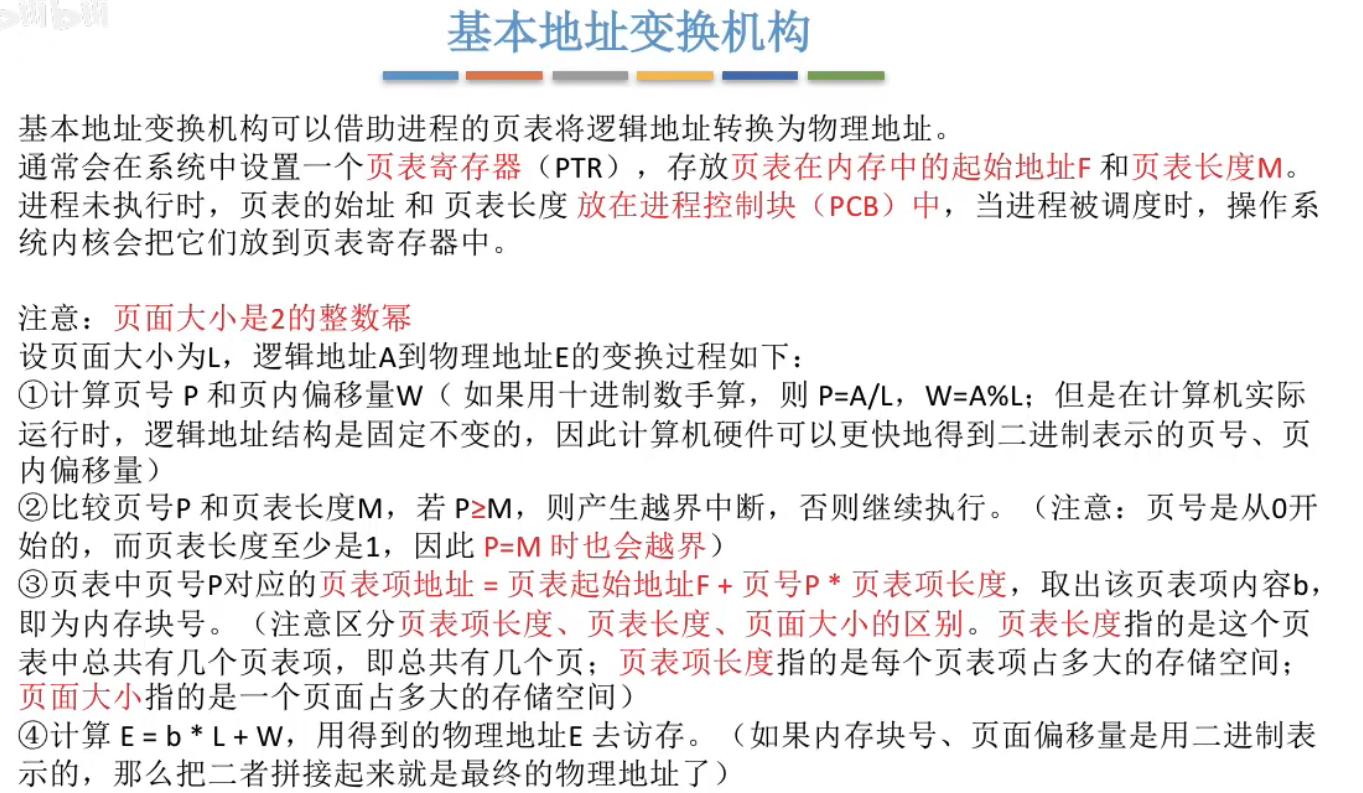 基本地址变换机构
基本地址变换机构可以借助进程的页表将逻辑地址转换为物理地址。
通常会在系统中设置一个页表寄存器（PTR），存放页表在内存中的起始地址F 和页表长度M。
进程未执行时，页表的始址 和 页表长度 放在进程控制块（PCB）中，当进程被调度时，操作系
统内核会把它们放到页表寄存器中。
注意：页面大小是2的整数幂
设页面大小为L，逻辑地址A到物理地址E的变换过程如下：
①计算页号 P 和页内偏移量W（ 如果用十进制数手算，则 P=A/L，W=A%L；但是在计算机实际
运行时，逻辑地址结构是固定不变的，因此计算机硬件可以更快地得到二进制表示的页号、页
内偏移量）
②比较页号P 和页表长度M，若 P≥M，则产生越界中断，否则继续执行。（注意：页号是从0开
始的，而页表长度至少是1，因此 P=M 时也会越界）
③页表中页号P对应的页表项地址 = 页表起始地址F + 页号P * 页表项长度，取出该页表项内容b，
即为内存块号。（注意区分页表项长度、页表长度、页面大小的区别。页表长度指的是这个页
表中总共有几个页表项，即总共有几个页；页表项长度指的是每个页表项占多大的存储空间；
页面大小指的是一个页面占多大的存储空间）
④计算 E = b * L + W，用得到的物理地址E 去访存。（如果内存块号、页面偏移量是用二进制表
示的，那么把二者拼接起来就是最终的物理地址了）